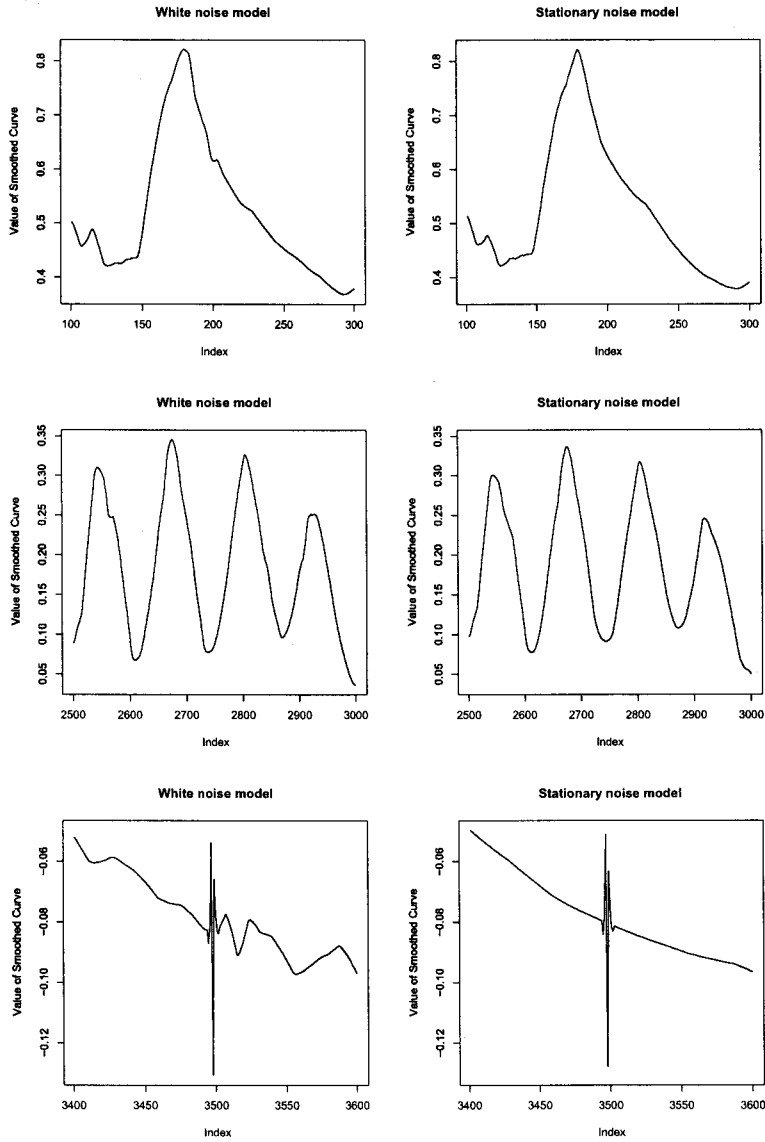 White noise model
Stationary noise model
Value of Smoothed Curve
0.8
0.7
0.6
0.5
0.4
100 150 200 250 300
Index
Value of Smoothed Curve
0.8
0.7
0.6
0.5
0.4
100 150 200 250 300
Index
White noise model
Stationary noise model
Value of Smoothed Curve
0.35
0.30
0.25
0.20
0.15
0.10
0.05
2500 2600 2700 2800 2900 3000
Index
Value of Smoothed Curve
0.35
0.30
0.25
0.20
0.15
0.10
0.05
2500 2600 2700 2800 2900 3000
Index
White noise model
Stationary noise model
Value of Smoothed Curve
-0.06
-0.08
-0.10
-0.12
3400 3450 3500 3550 3600
Index
Value of Smoothed Curve
-0.06
-0.08
-0.10
-0.12
3400 3450 3500 3550 3600
Index